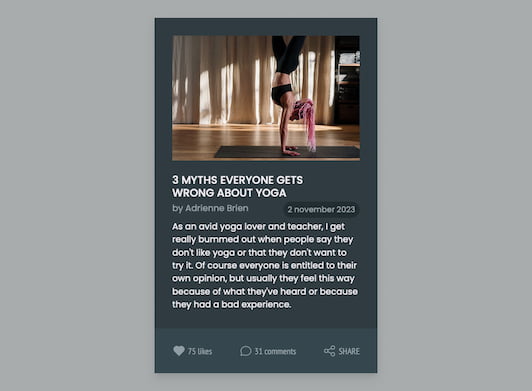 3 MYTHS EVERYONE GETS
WRONG ABOUT YOGA
by Adrienne Brien
2 november 2023
As an avid yoga lover and teacher, I get
really bummed out when people say they
don't like yoga or that they don't want to
try it. Of course everyone is entitled to their
own opinion, but usually they feel this way
because of what they've heard or because
they had a bad experience.
75 likes
31 comments
SHARE